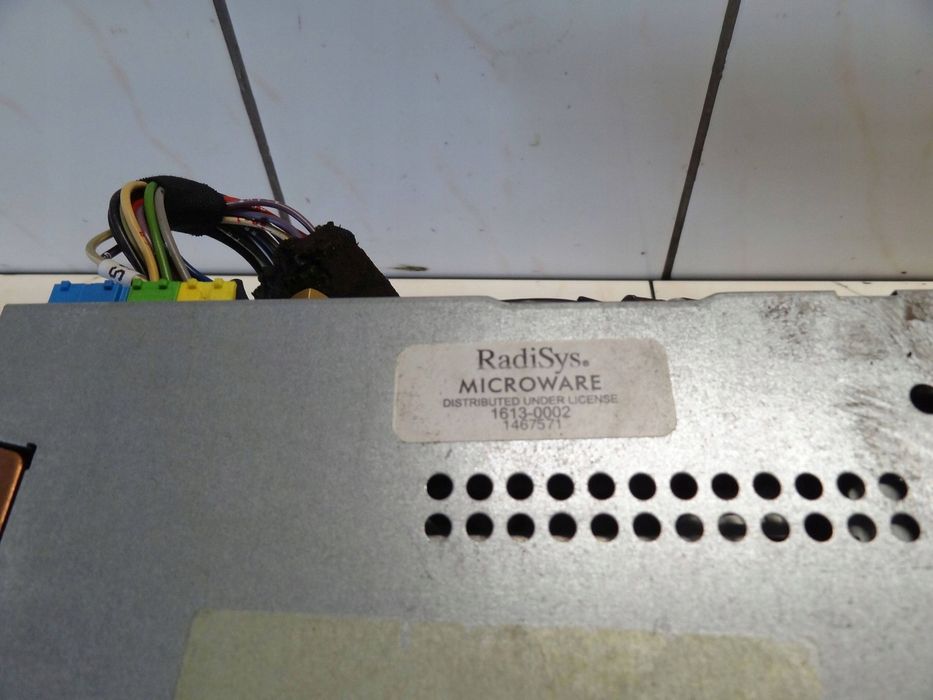 RadiSys®
MICROWARE
DISTRIBUTED UNDER LICENSE
1613-0002
1467571